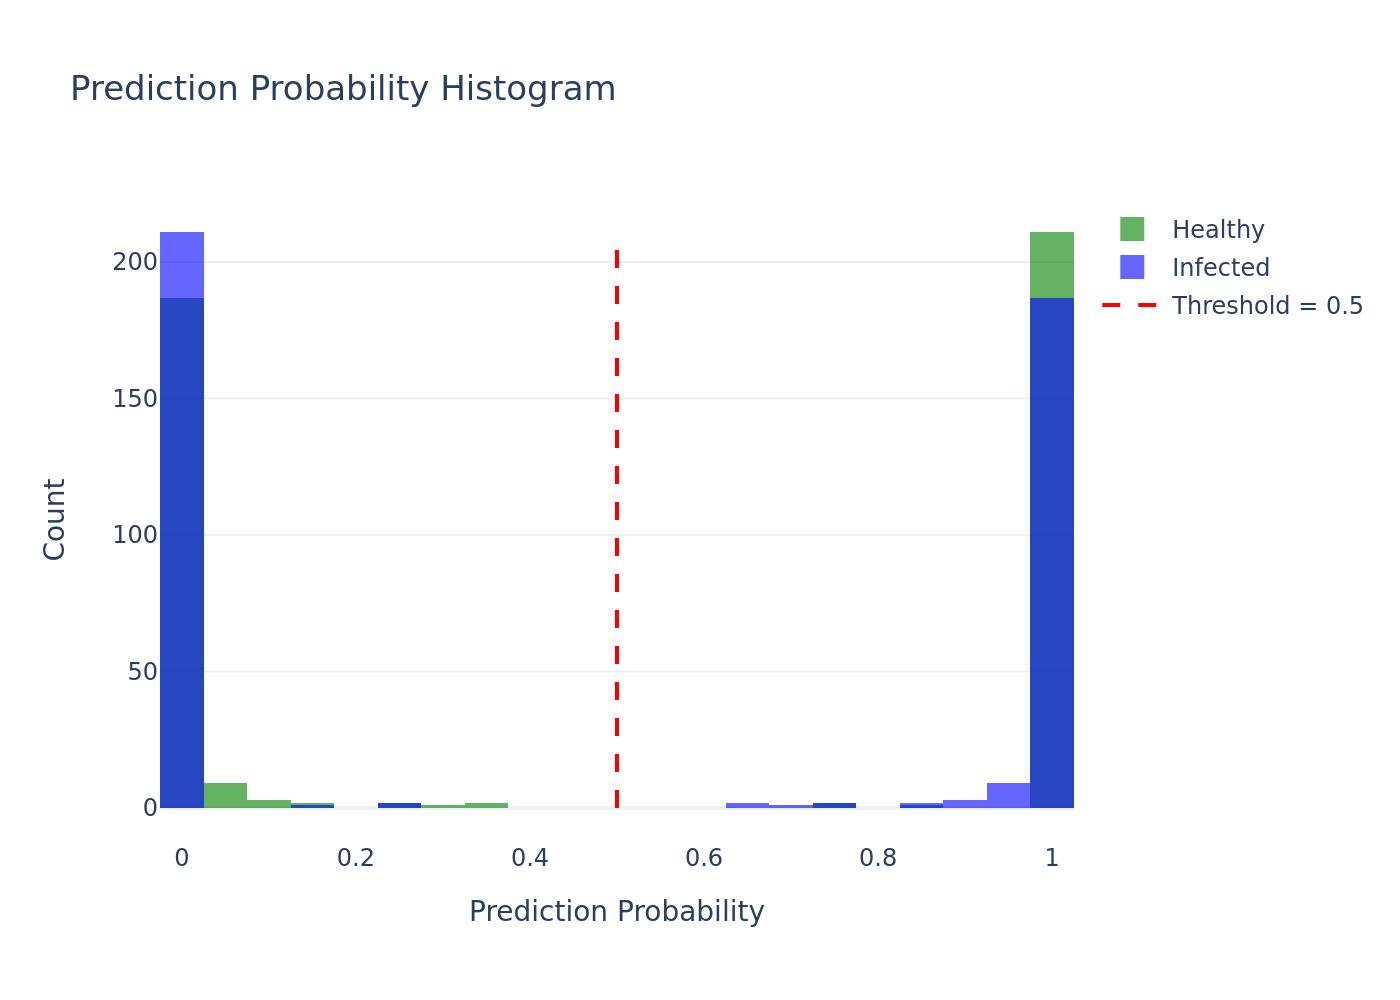 Prediction Probability Histogram
Healthy
Infected
Threshold = 0.5
200
150
100
50
0
Count
0 0.2 0.4 0.6 0.8 1
Prediction Probability